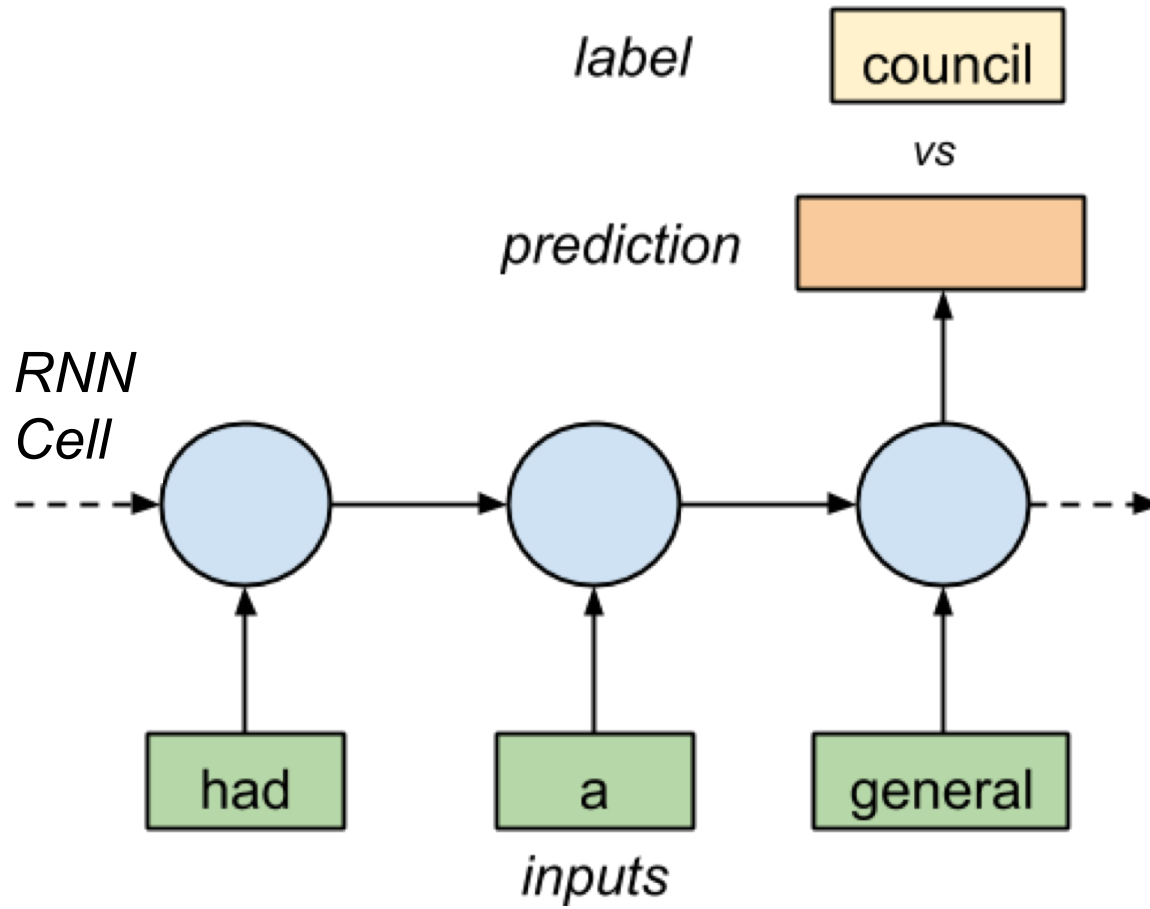 label
council
vs
prediction
RNN
Cell
had
a
general
inputs